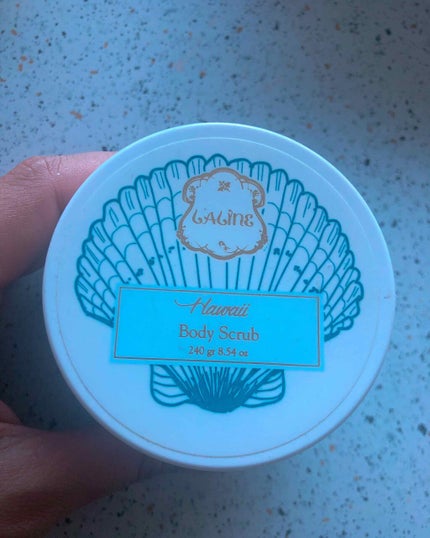 LALINE
Hawaii
Body Scrub
240 gr 8.54 oz